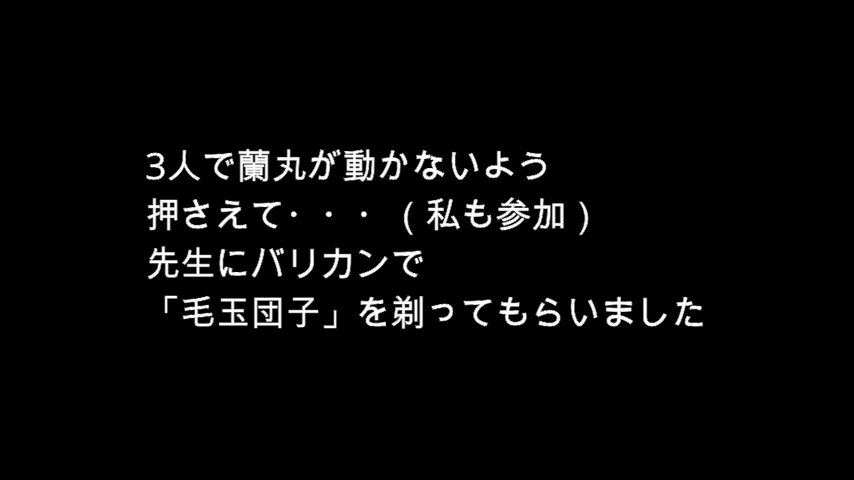 3人で蘭丸が動かないよう
押さえて・・・（私も参加）
先生にバリカンで
「毛玉団子」を剃ってもらいました